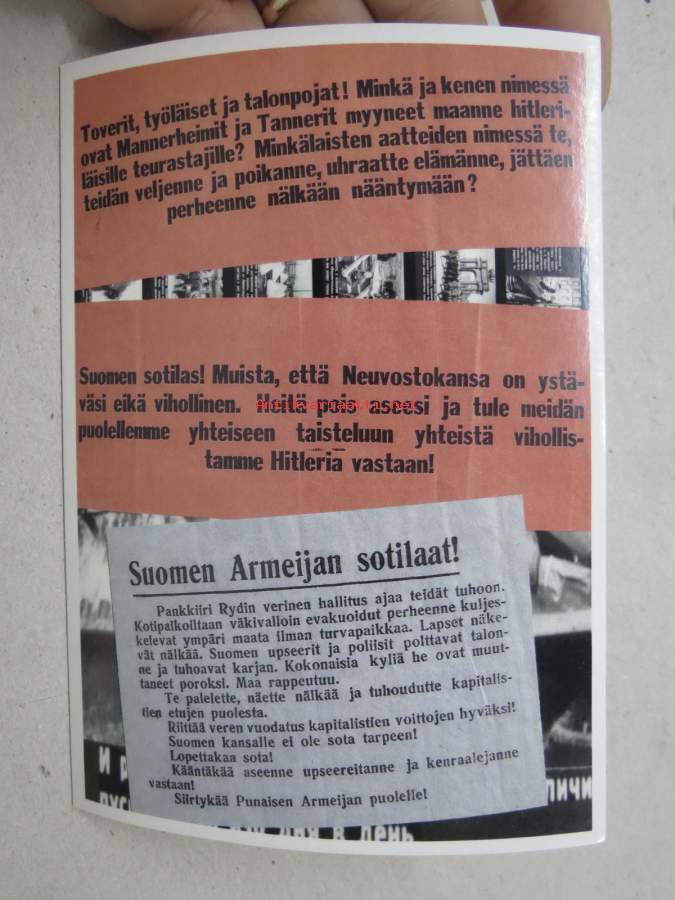 Toverit, työläiset ja talonpojat! Minkä ja kenen nimessä
ovat Mannerheimit ja Tannerit myyneet maanne hitleri-
läisille teurastajille? Minkälaisten aatteiden nimessä te,
teidän veljenne ja poikanne, uhraatte elämänne, jättäen
perheenne nälkään nääntymään?
Suomen sotilas! Muista, että Neuvostokansa on ystä-
väsi eikä vihollinen. Heitä pois aseesi ja tule meidän
puolellemme yhteiseen taisteluun yhteistä vihollis-
tamme Hitleria vastaan!
Suomen Armeijan sotilaat!
Pankkiiri Rydin verinen hallitus ajaa teidät tuhoon.
Kotipaikoiltaan väkivalloin evakuoidut perheenne kuljes-
kelevat ympäri maata ilman turvapaikkaa. Lapset näke-
vät nälkää. Suomen upseerit ja poliisit polttavat talon-
ne ja tuhoavat karjan. Kokonaisia kyliä he ovat muut-
taneet poroksi. Maa rappeutuu.
Te palelette, näette nälkää ja tuhoudutte kapitalis-
tien etujen puolesta.
Riittää veren vuodatus kapitalistien voittojen hyväksi!
Suomen kansalle ei ole sota tarpeen!
Lopettakaa sota!
Kääntäkää aseenne upseereitanne ja kenraalejanne
vastaan!
Siirtykää Punaisen Armeijan puolelle!
В ДЕНЬ